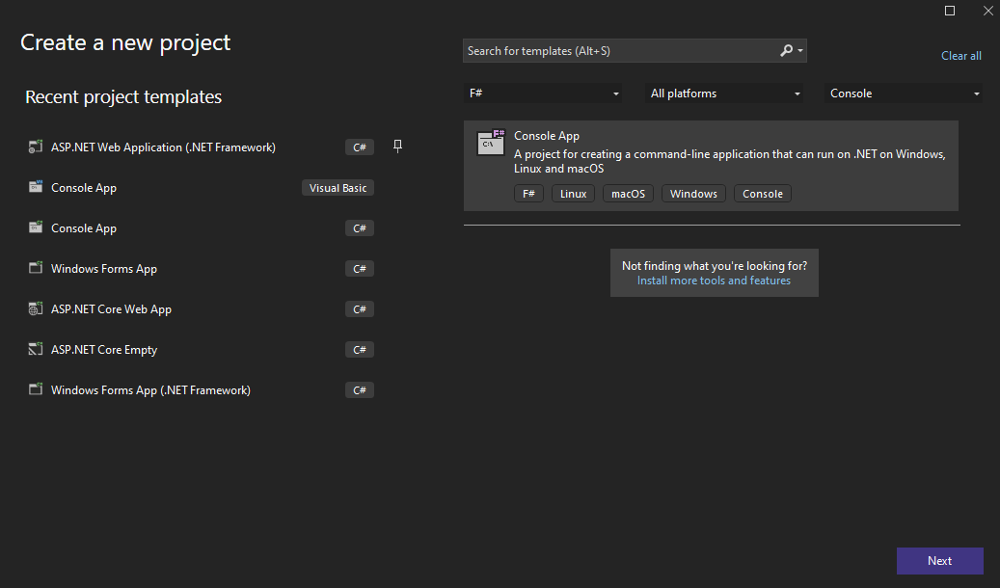 Create a new project
Search for templates (Alt+S)
Clear all
Recent project templates
F#
All platforms
Console
ASP.NET Web Application (.NET Framework)
C#
Console App
Visual Basic
Console App
C#
Windows Forms App
C#
ASP.NET Core Web App
C#
ASP.NET Core Empty
C#
Windows Forms App (.NET Framework)
C#
F#
C:\
Console App
A project for creating a command-line application that can run on .NET on Windows,
Linux and macOS
F#
Linux
macOS
Windows
Console
Not finding what you're looking for?
Install more tools and features
Next